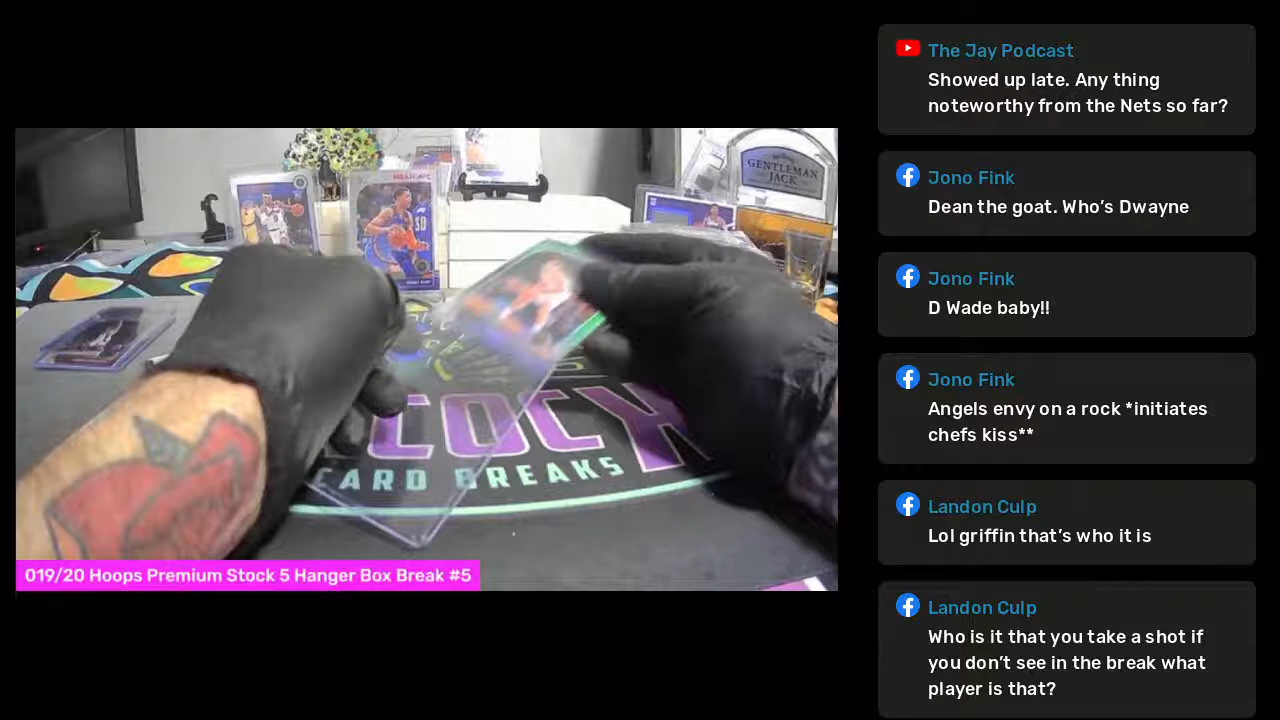 The Jay Podcast
Showed up late. Any thing
noteworthy from the Nets so far?
Jono Fink
Dean the goat. Who's Dwayne
Jono Fink
D Wade baby!!
Jono Fink
Angels envy on a rock *initiates
chefs kiss**
Landon Culp
Lol griffin that's who it is
Landon Culp
Who is it that you take a shot if
you don't see in the break what
player is that?
GENTLEMAN
JACK
CARD BREAKS
019/20 Hoops Premium Stock 5 Hanger Box Break #5